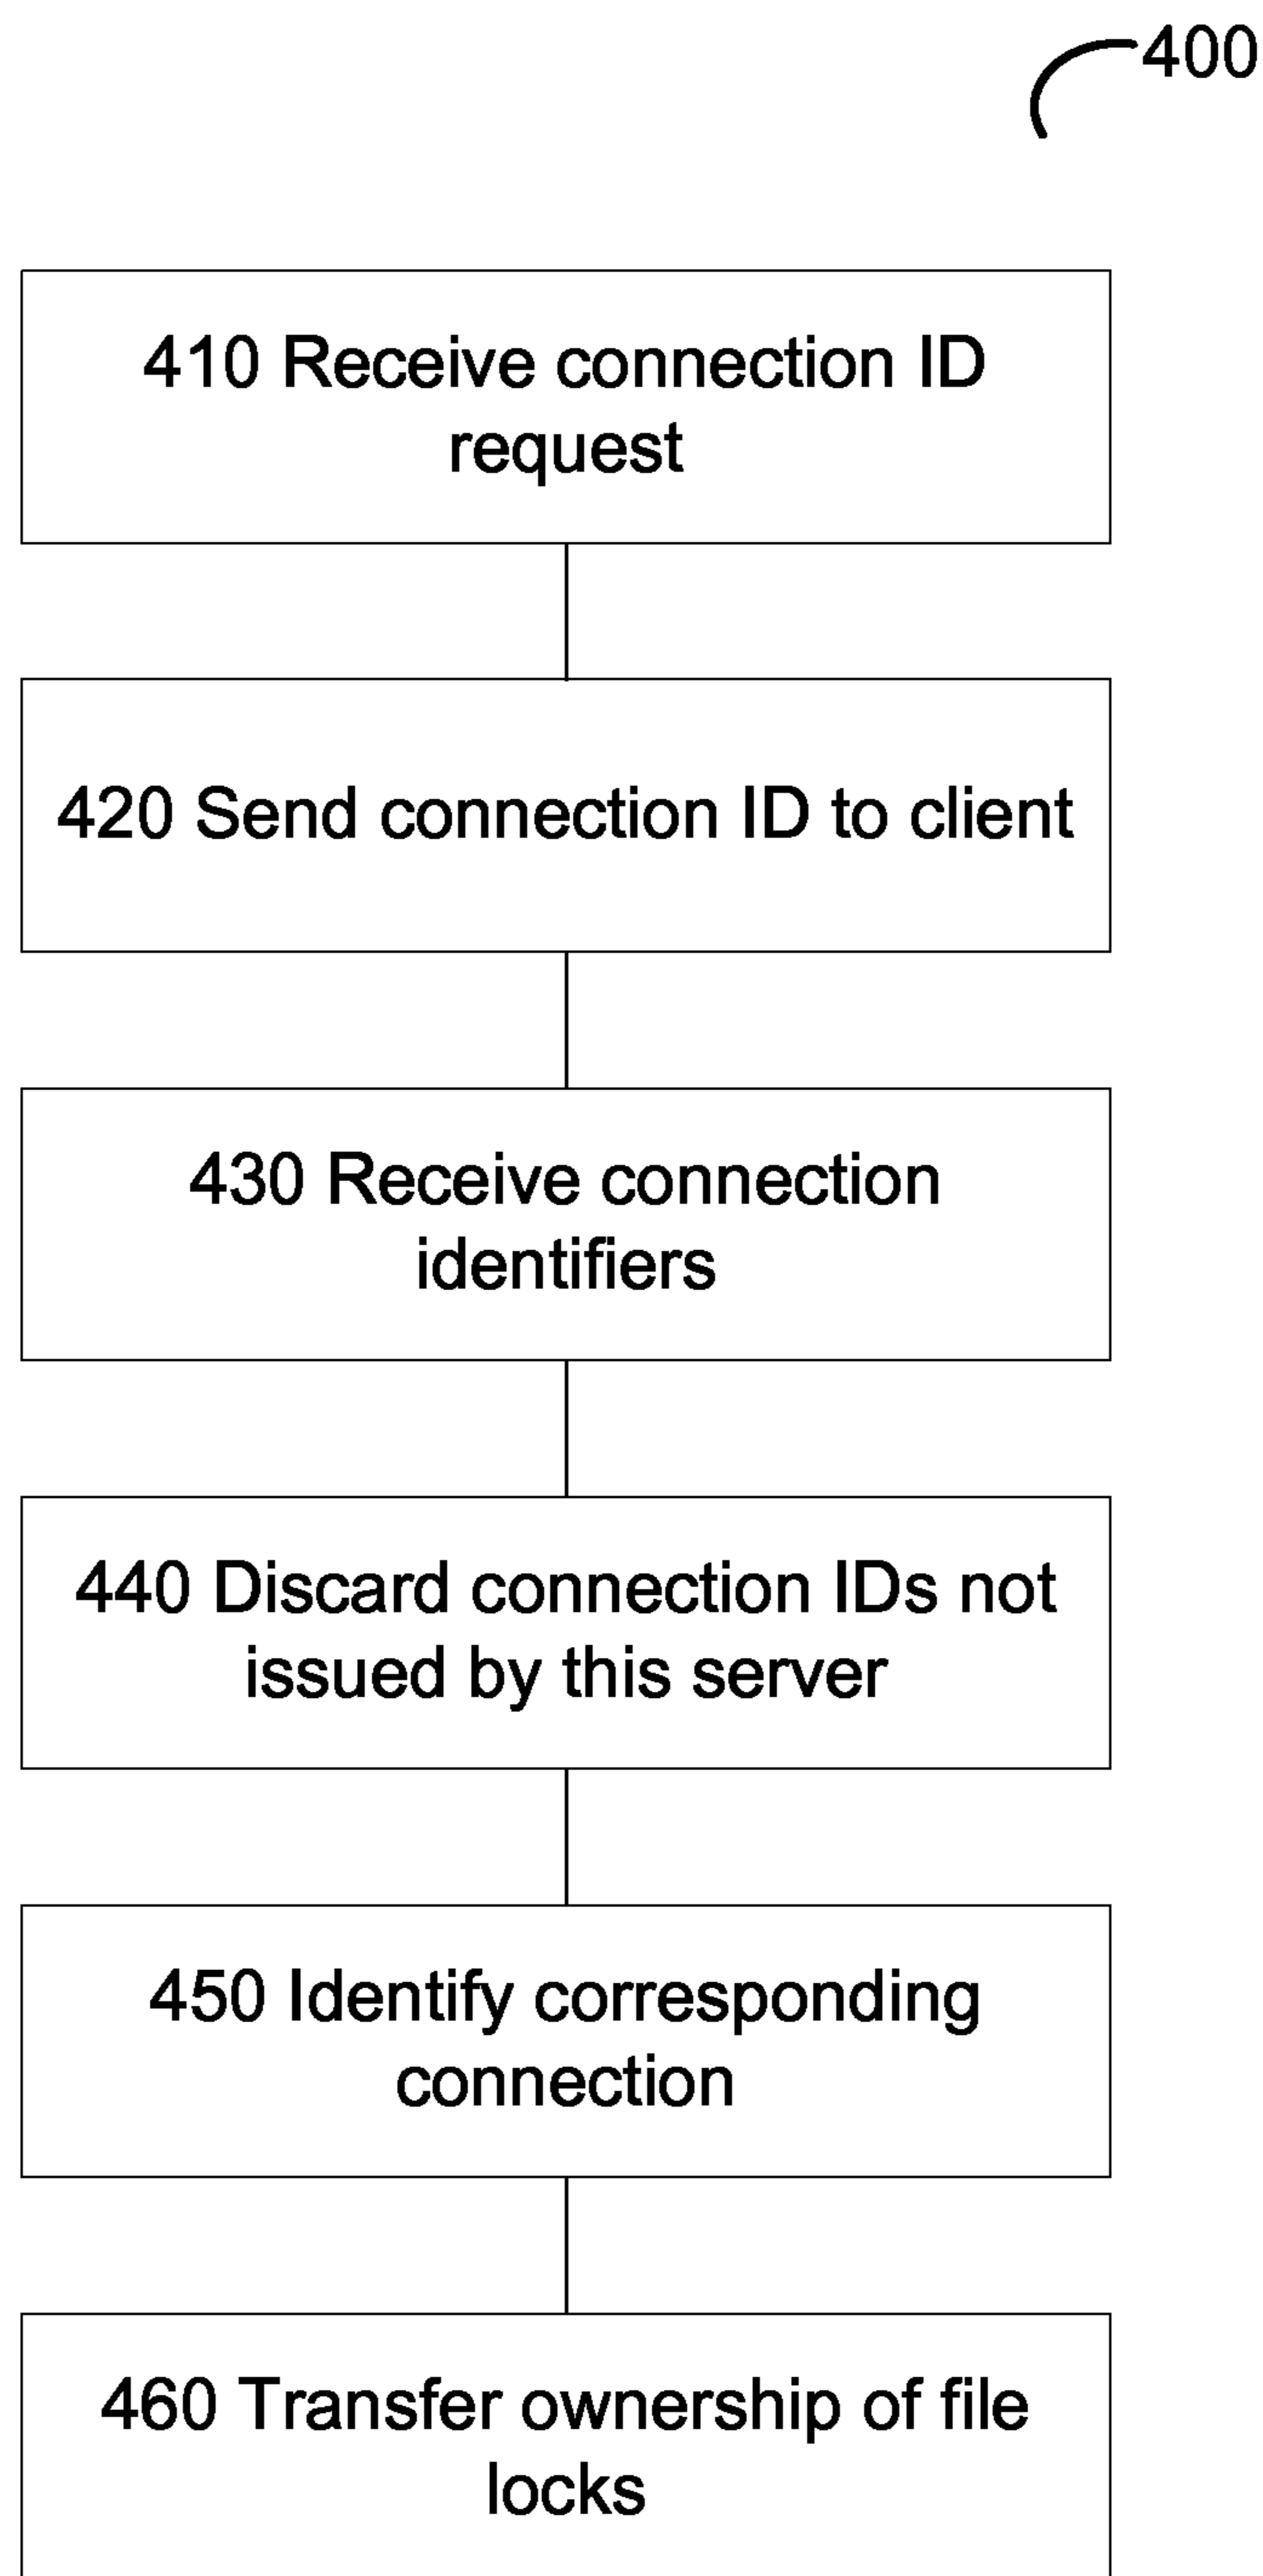 400
410 Receive connection ID
request
420 Send connection ID to client
430 Receive connection
identifiers
440 Discard connection IDs not
issued by this server
450 Identify corresponding
connection
460 Transfer ownership of file
locks